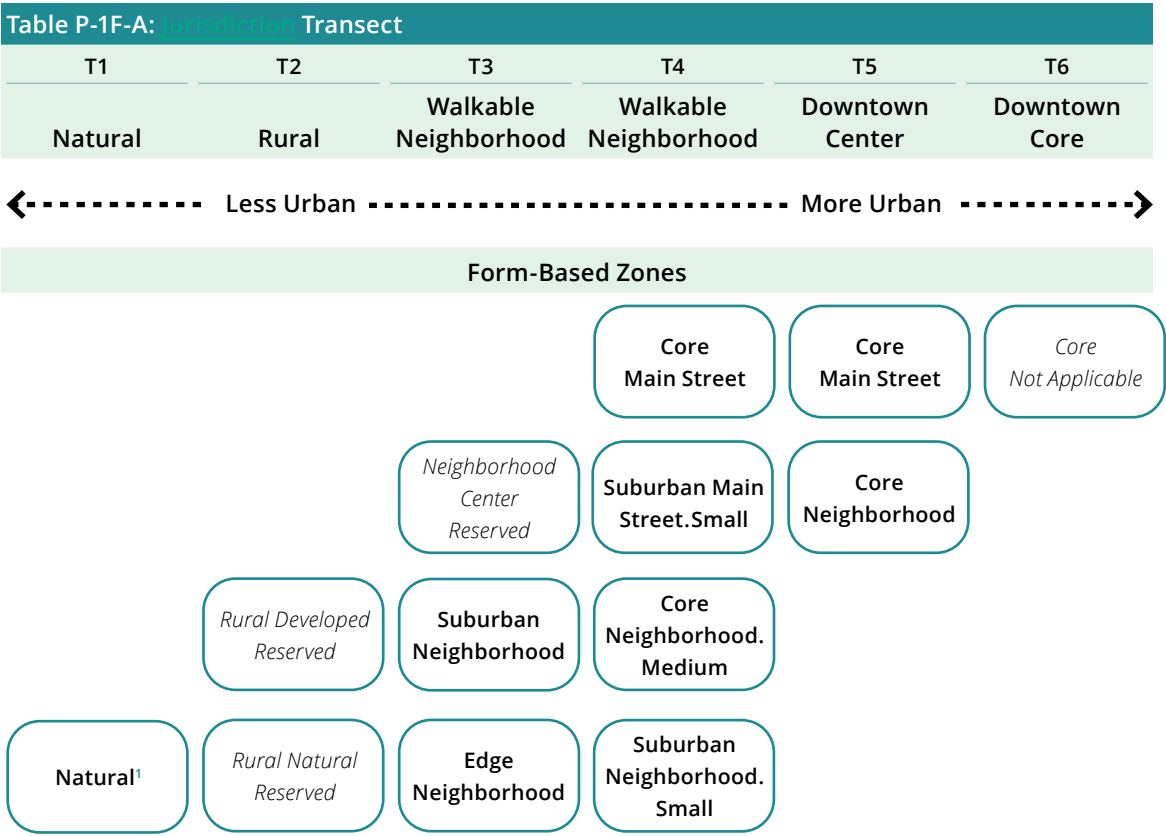 Table P-1F-A: Jurisdiction Transect
T1 T2 T3 T4 T5 T6
Natural Rural Walkable Neighborhood Walkable Neighborhood Downtown Center Downtown Core
Less Urban More Urban
Form-Based Zones
Core
Main Street
Core
Main Street
Core
Not Applicable
Neighborhood
Center
Reserved
Suburban Main
Street.Small
Core
Neighborhood
Rural Developed
Reserved
Suburban
Neighborhood
Core
Neighborhood.
Medium
Natural1
Rural Natural
Reserved
Edge
Neighborhood
Suburban
Neighborhood.
Small